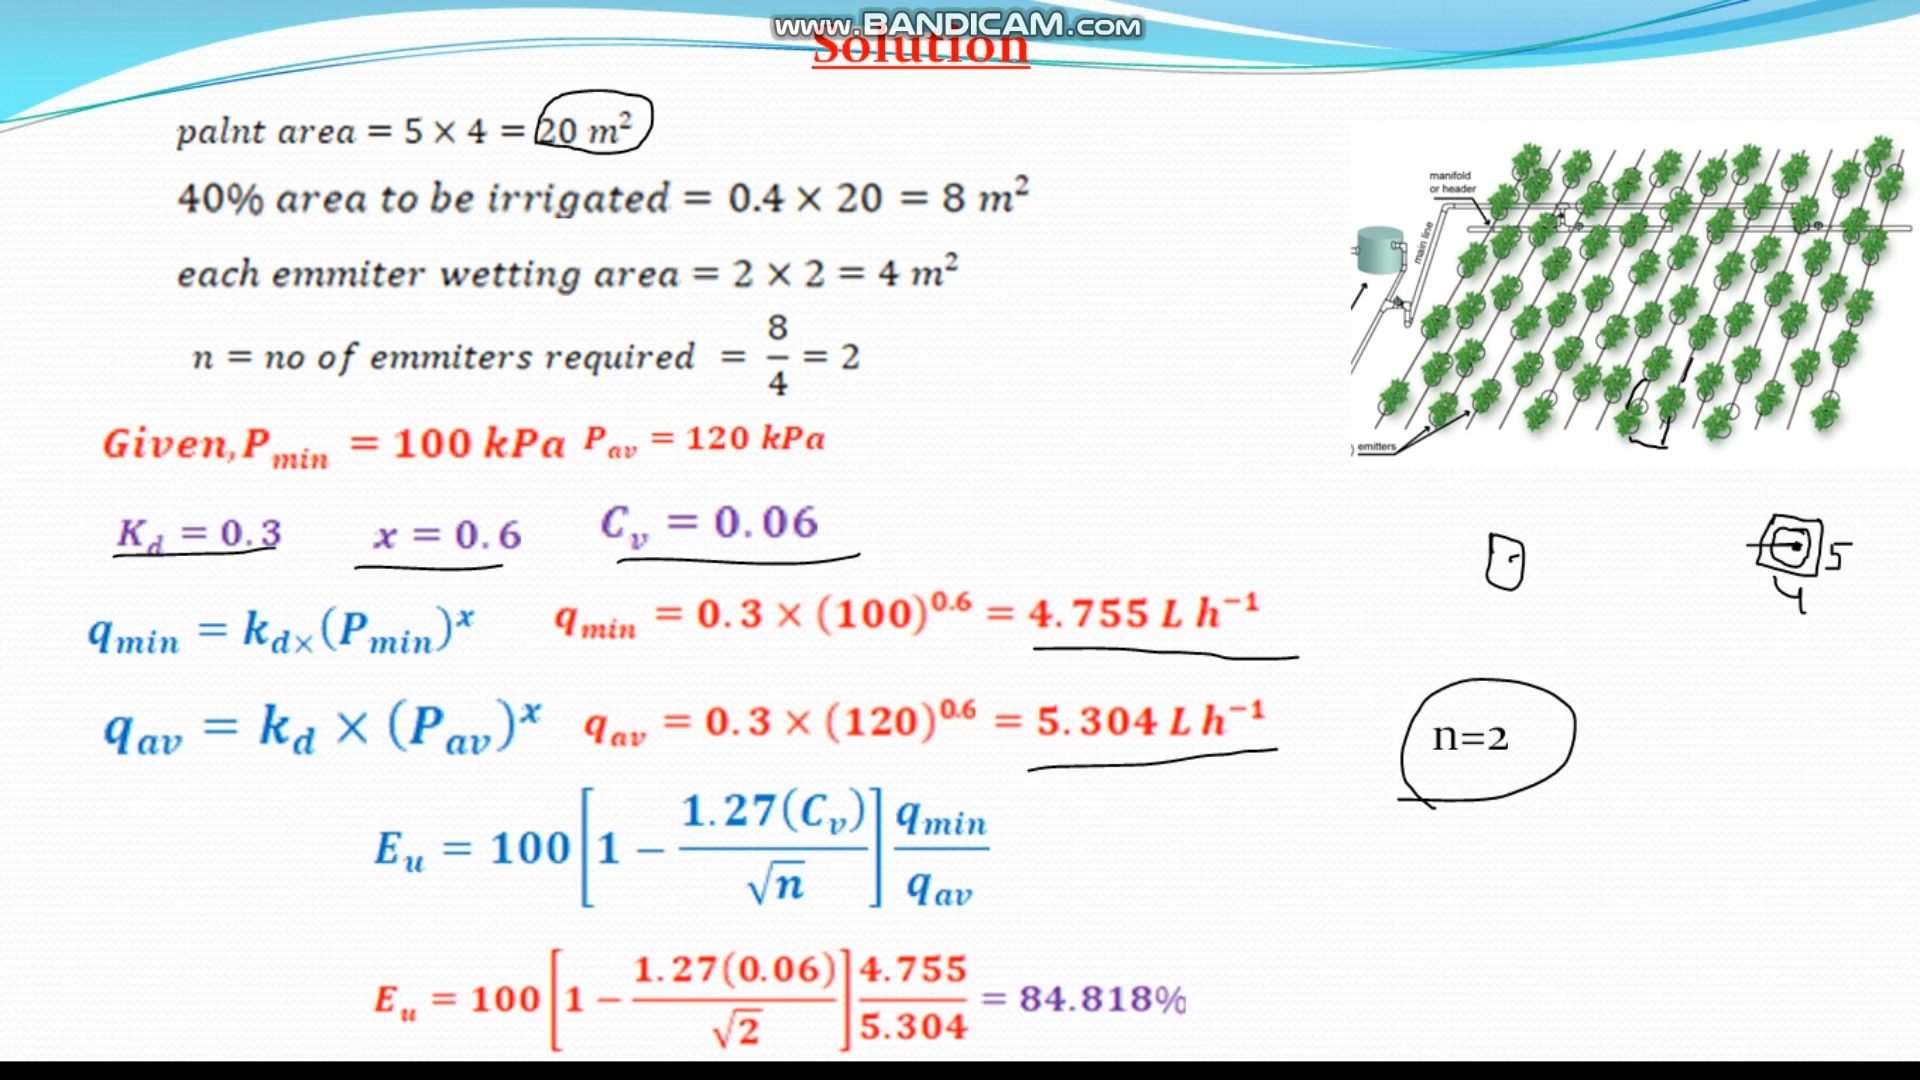 www.BANDICAM.com
Solution
palnt area = 5 × 4 = 20 m²
40% area to be irrigated = 0.4 × 20 = 8 m²
each emmiter wetting area = 2 × 2 = 4 m²
n = no of emmiters required = 8/4 = 2
Given, P_min = 100 kPa P_av = 120 kPa
K_d = 0.3 x = 0.6 C_v = 0.06
q_min = k_d×(P_min)^x q_min = 0.3 × (100)^0.6 = 4.755 L h⁻¹
q_av = k_d × (P_av)^x q_av = 0.3 × (120)^0.6 = 5.304 L h⁻¹
E_u = 100 [1 − 1.27(C_v)/√n] q_min/q_av
E_u = 100 [1 − 1.27(0.06)/√2] 4.755/5.304 = 84.818%
manifold
or header
main line
) emitters
5
4
n=2